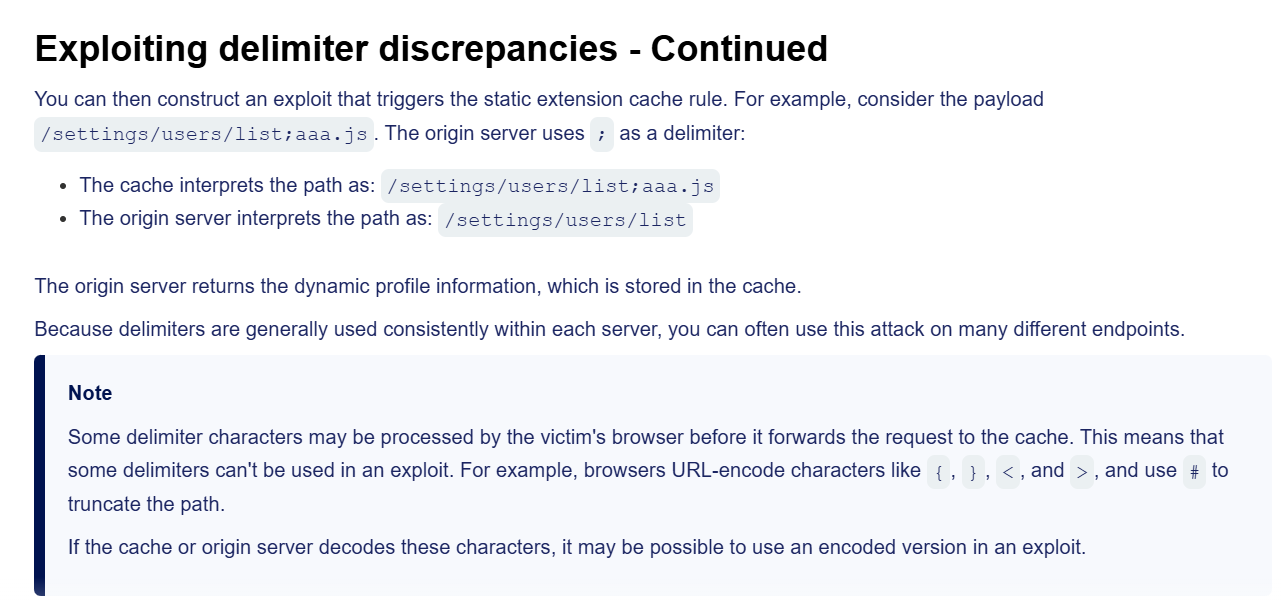 Exploiting delimiter discrepancies - Continued
You can then construct an exploit that triggers the static extension cache rule. For example, consider the payload
/settings/users/list;aaa.js. The origin server uses ; as a delimiter:
• The cache interprets the path as: /settings/users/list;aaa.js
• The origin server interprets the path as: /settings/users/list
The origin server returns the dynamic profile information, which is stored in the cache.
Because delimiters are generally used consistently within each server, you can often use this attack on many different endpoints.
Note
Some delimiter characters may be processed by the victim's browser before it forwards the request to the cache. This means that
some delimiters can't be used in an exploit. For example, browsers URL-encode characters like {, }, <, and >, and use # to
truncate the path.
If the cache or origin server decodes these characters, it may be possible to use an encoded version in an exploit.